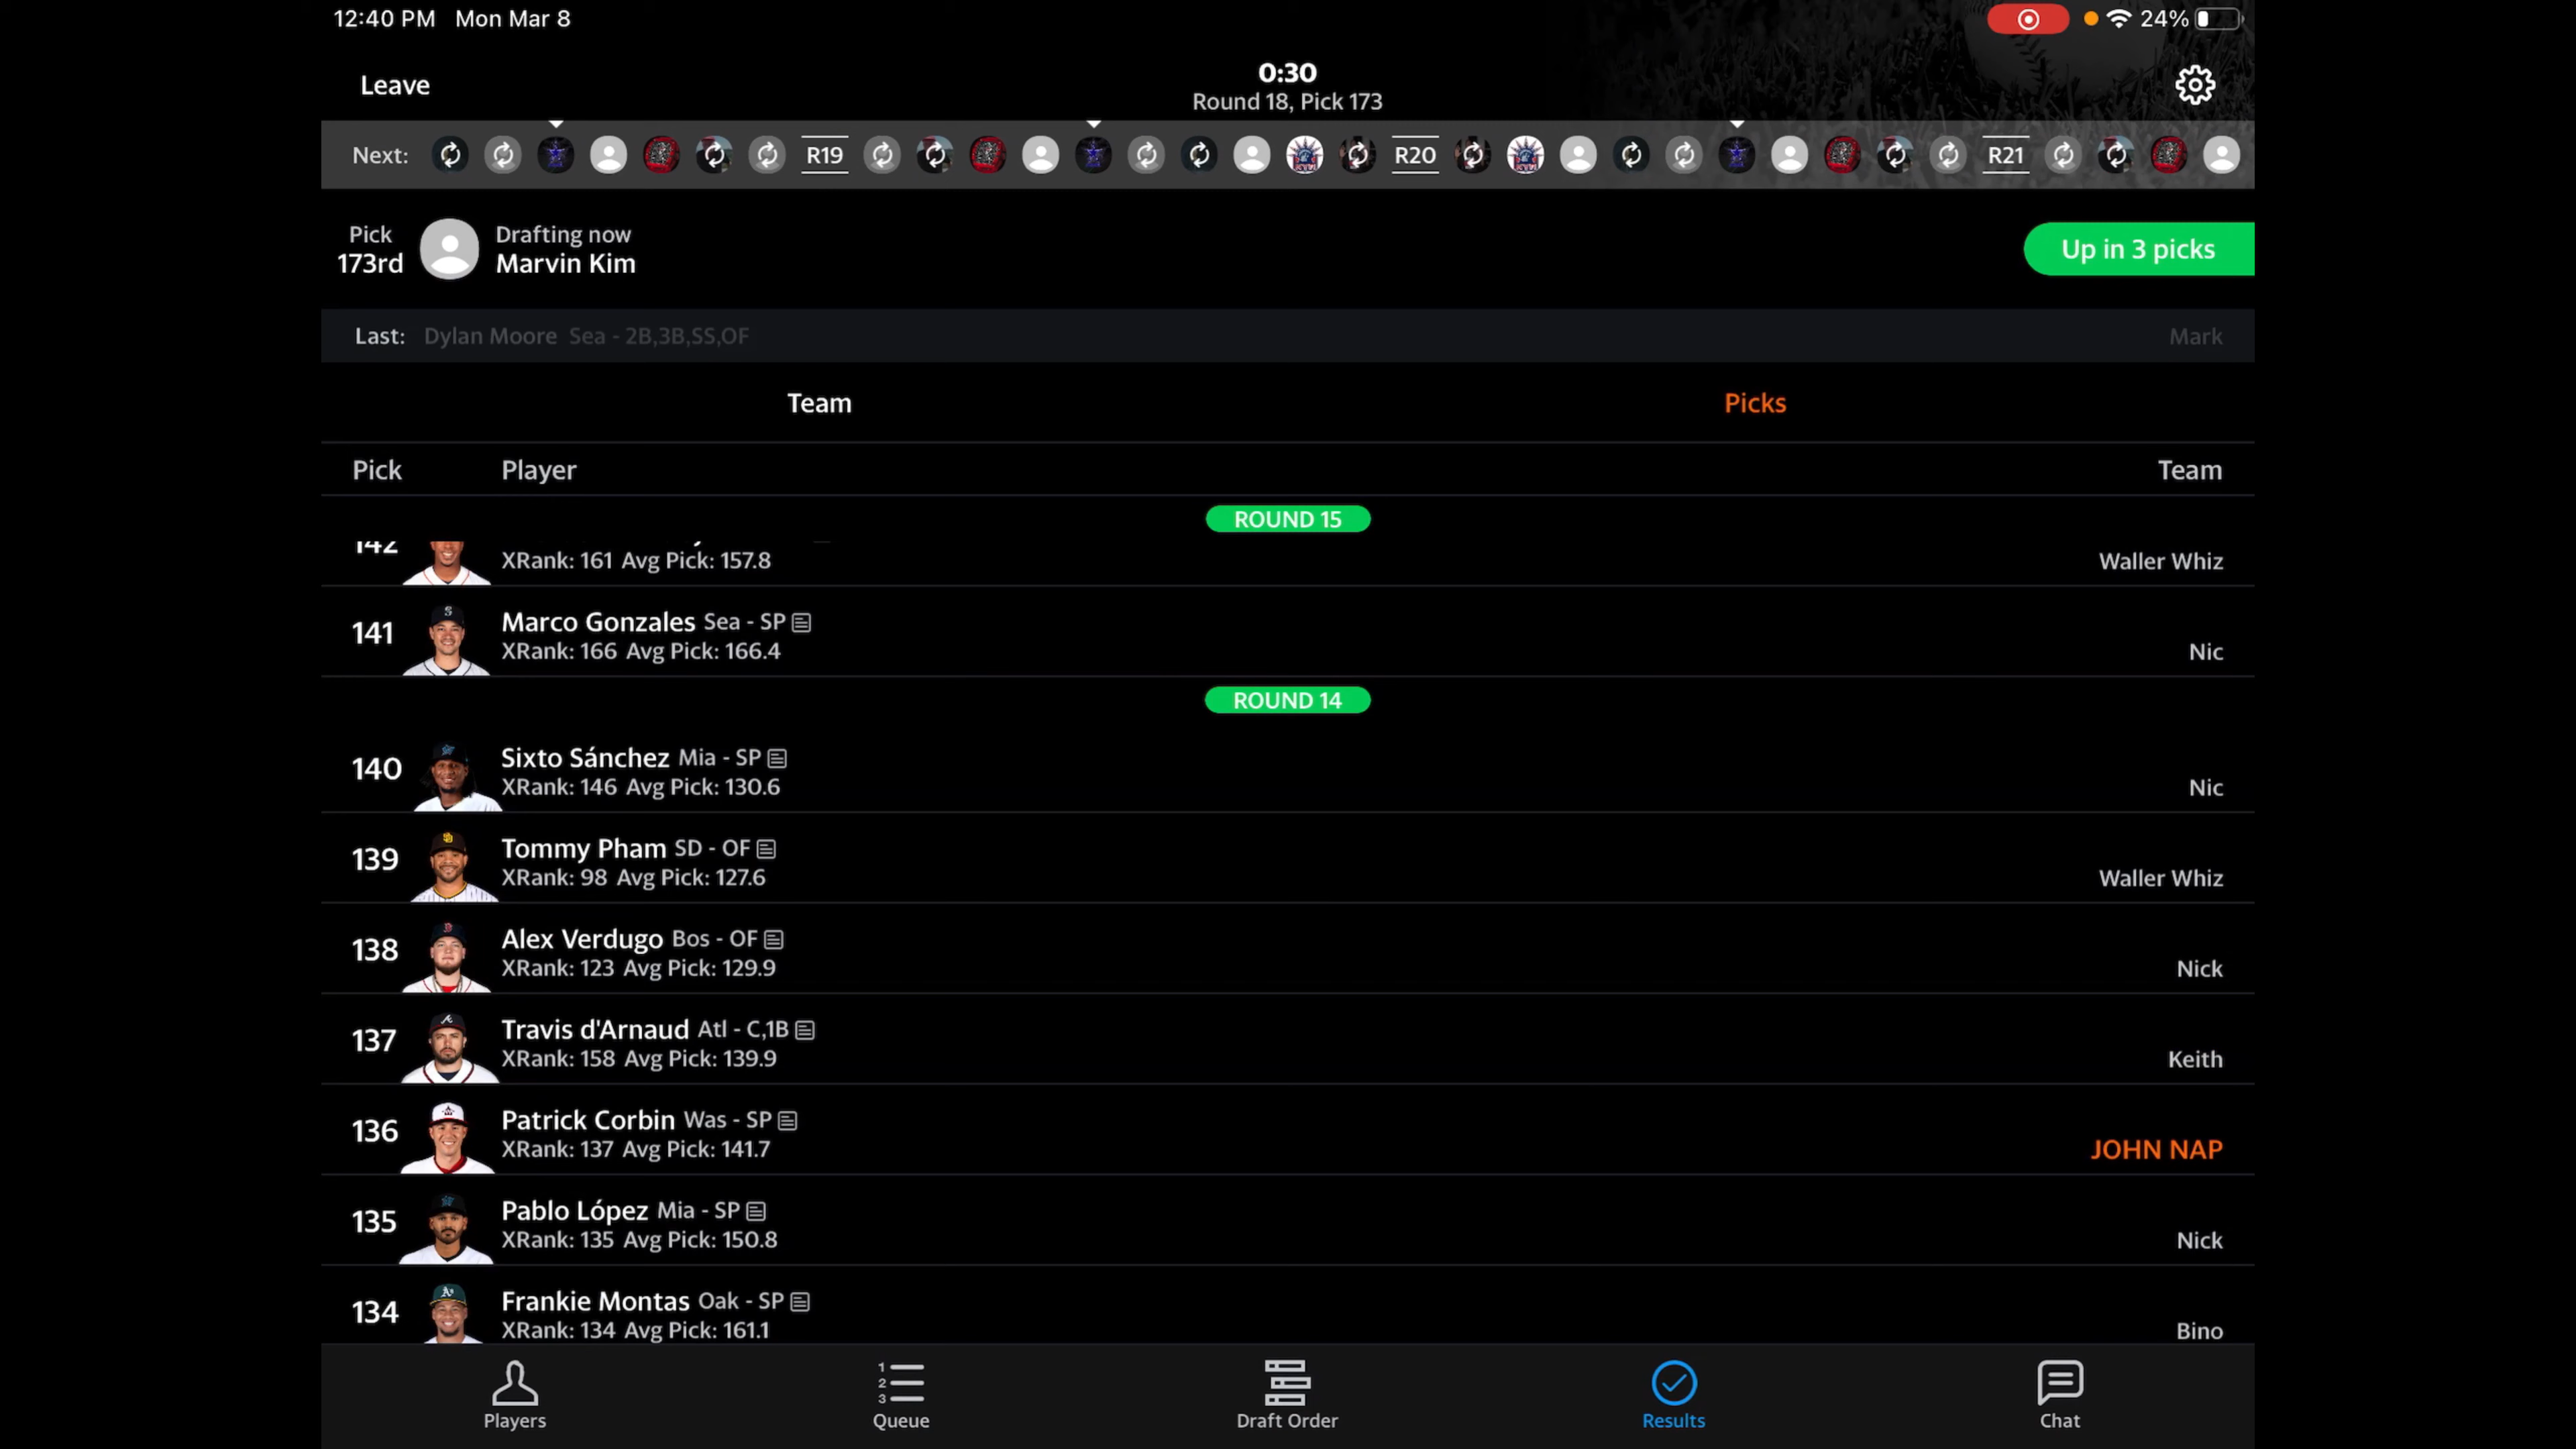 12:40 PM Mon Mar 8
24%
Leave
0:30
Round 18, Pick 173
Next: R19 R20 R21
Pick
173rd
Drafting now
Marvin Kim
Up in 3 picks
Last: Dylan Moore Sea - 2B,3B,SS,OF Mark
Team Picks
Pick Player Team
ROUND 15
142
XRank: 161 Avg Pick: 157.8
Waller Whiz
141
Marco Gonzales Sea - SP
XRank: 166 Avg Pick: 166.4
Nic
ROUND 14
140
Sixto Sánchez Mia - SP
XRank: 146 Avg Pick: 130.6
Nic
139
Tommy Pham SD - OF
XRank: 98 Avg Pick: 127.6
Waller Whiz
138
Alex Verdugo Bos - OF
XRank: 123 Avg Pick: 129.9
Nick
137
Travis d'Arnaud Atl - C,1B
XRank: 158 Avg Pick: 139.9
Keith
136
Patrick Corbin Was - SP
XRank: 137 Avg Pick: 141.7
JOHN NAP
135
Pablo López Mia - SP
XRank: 135 Avg Pick: 150.8
Nick
134
Frankie Montas Oak - SP
XRank: 134 Avg Pick: 161.1
Bino
Players Queue Draft Order Results Chat